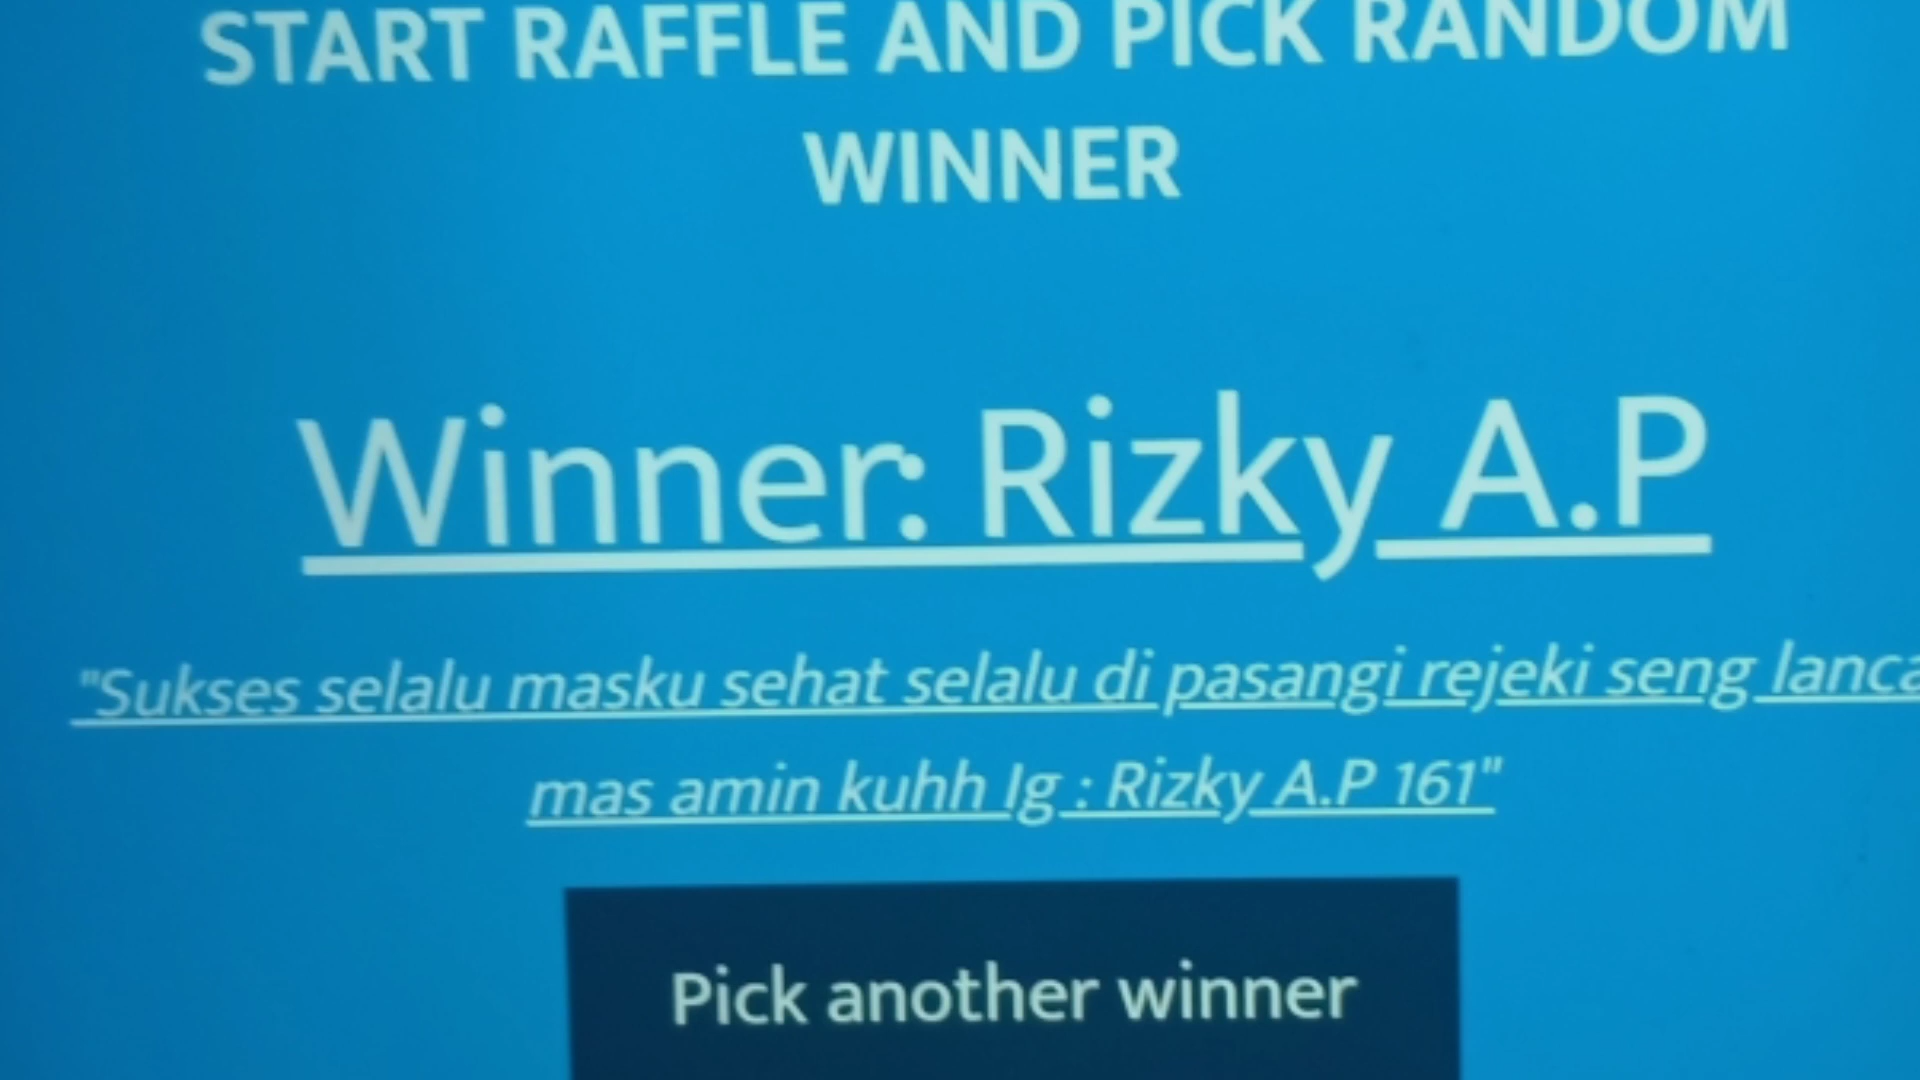 START RAFFLE AND PICK RANDOM
WINNER
Winner: Rizky A.P
"Sukses selalu masku sehat selalu di pasangi rejeki seng lanca
mas amin kuhh Ig : Rizky A.P 161"
Pick another winner